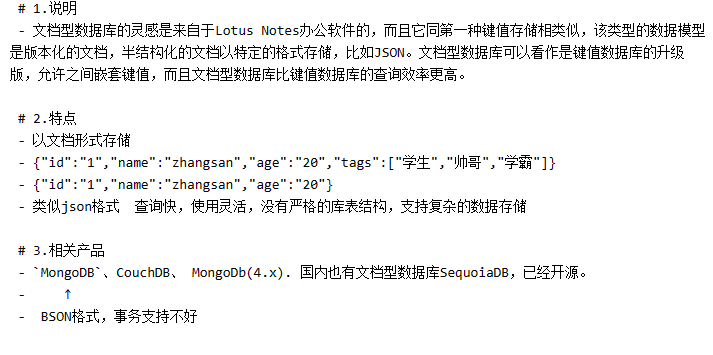 # 1.说明
- 文档型数据库的灵感是来自于Lotus Notes办公软件的，而且它同第一种键值存储相类似，该类型的数据模型
是版本化的文档，半结构化的文档以特定的格式存储，比如JSON。文档型数据库可以看作是键值数据库的升级
版，允许之间嵌套键值，而且文档型数据库比键值数据库的查询效率更高。
# 2.特点
- 以文档形式存储
- {"id":"1","name":"zhangsan","age":"20","tags":["学生","帅哥","学霸"]}
- {"id":"1","name":"zhangsan","age":"20"}
- 类似json格式  查询快，使用灵活，没有严格的库表结构，支持复杂的数据存储
# 3.相关产品
- `MongoDB`、CouchDB、 MongoDb(4.x). 国内也有文档型数据库SequoiaDB，已经开源。
-     ↑
-  BSON格式，事务支持不好